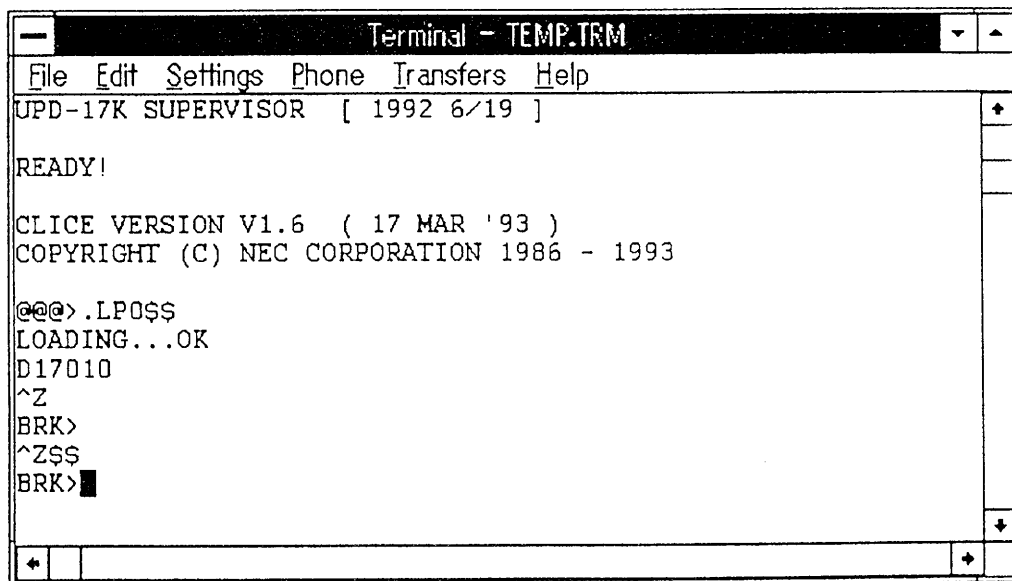 Terminal - TEMP.TRM
File Edit Settings Phone Transfers Help
UPD-17K SUPERVISOR [ 1992 6/19 ]
READY!
CLICE VERSION V1.6 ( 17 MAR '93 )
COPYRIGHT (C) NEC CORPORATION 1986 - 1993
@@@>.LP0$$
LOADING...OK
D17010
^Z
BRK>
^Z$$
BRK>